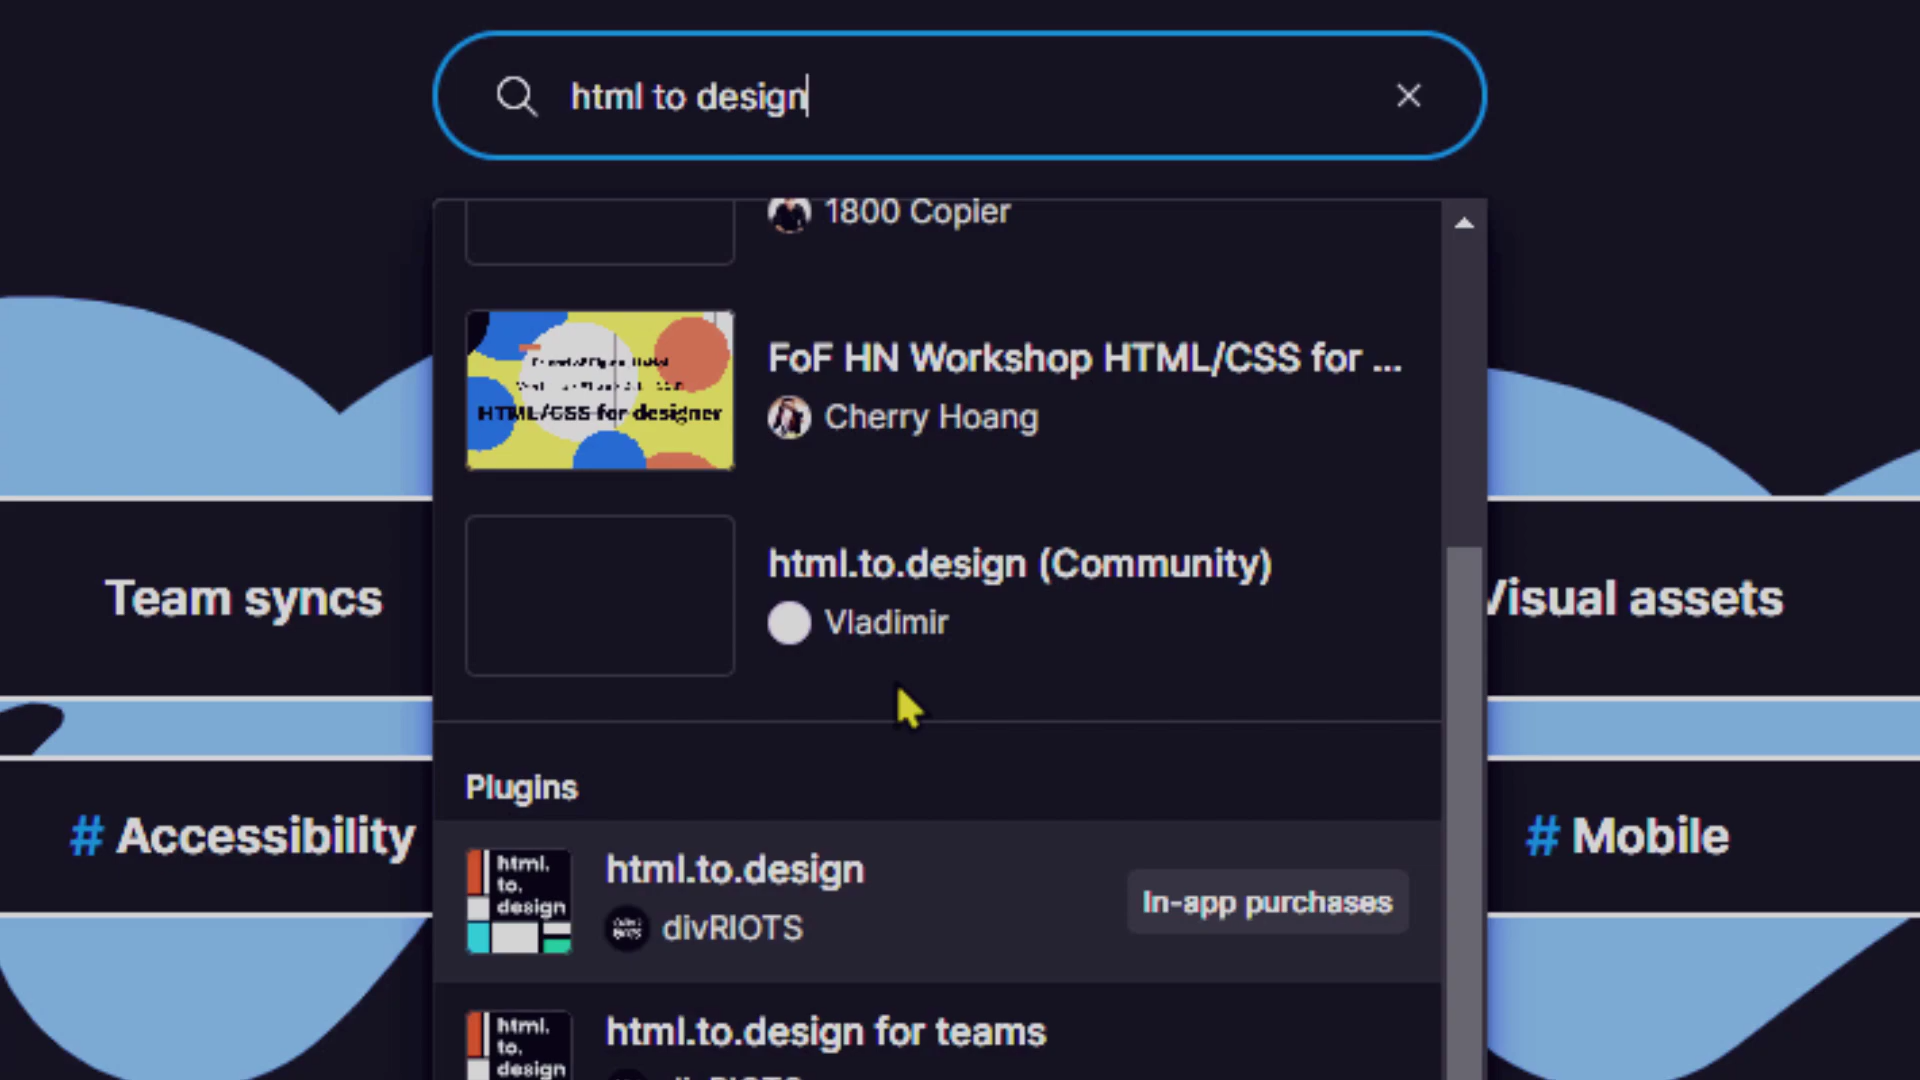 html to design
1800 Copier
FoF HN Workshop HTML/CSS for ...
HTML/CSS for designer
Cherry Hoang
html.to.design (Community)
Vladimir
Team syncs
Visual assets
Plugins
# Accessibility
# Mobile
html.
to.
design
html.to.design
divRIOTS
In-app purchases
html.
to.
design
html.to.design for teams